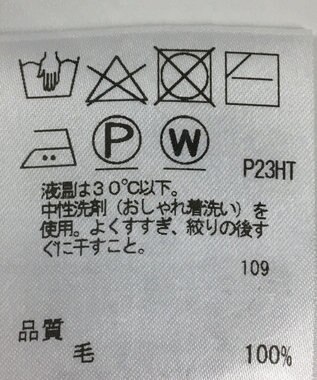 P W
P23HT
液温は30℃以下。
中性洗剤（おしゃれ着洗い）を
使用。よくすすぎ、絞りの後す
ぐに干すこと。
109
品質
毛 100%